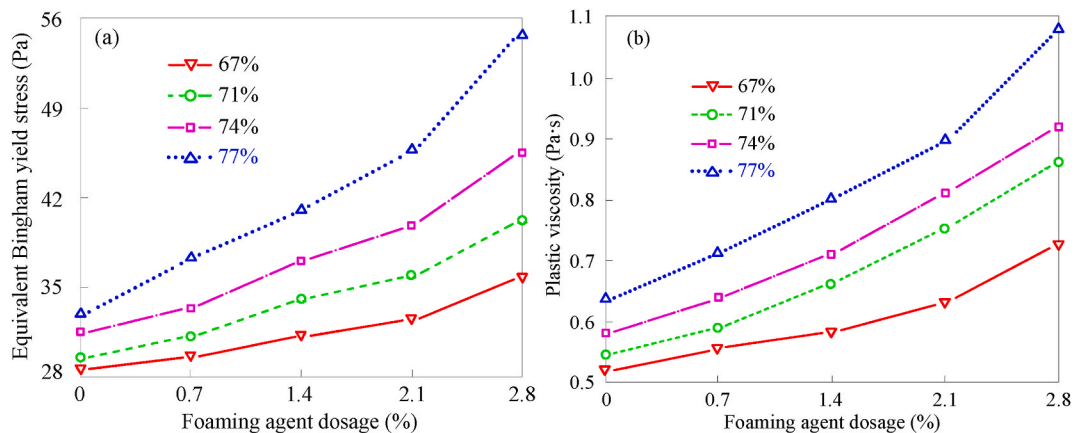 (a)
Equivalent Bingham yield stress (Pa)
56
49
42
35
28
67%
71%
74%
77%
0 0.7 1.4 2.1 2.8
Foaming agent dosage (%)
(b)
Plastic viscosity (Pa·s)
1.1
1.0
0.9
0.8
0.7
0.6
0.5
67%
71%
74%
77%
0 0.7 1.4 2.1 2.8
Foaming agent dosage (%)